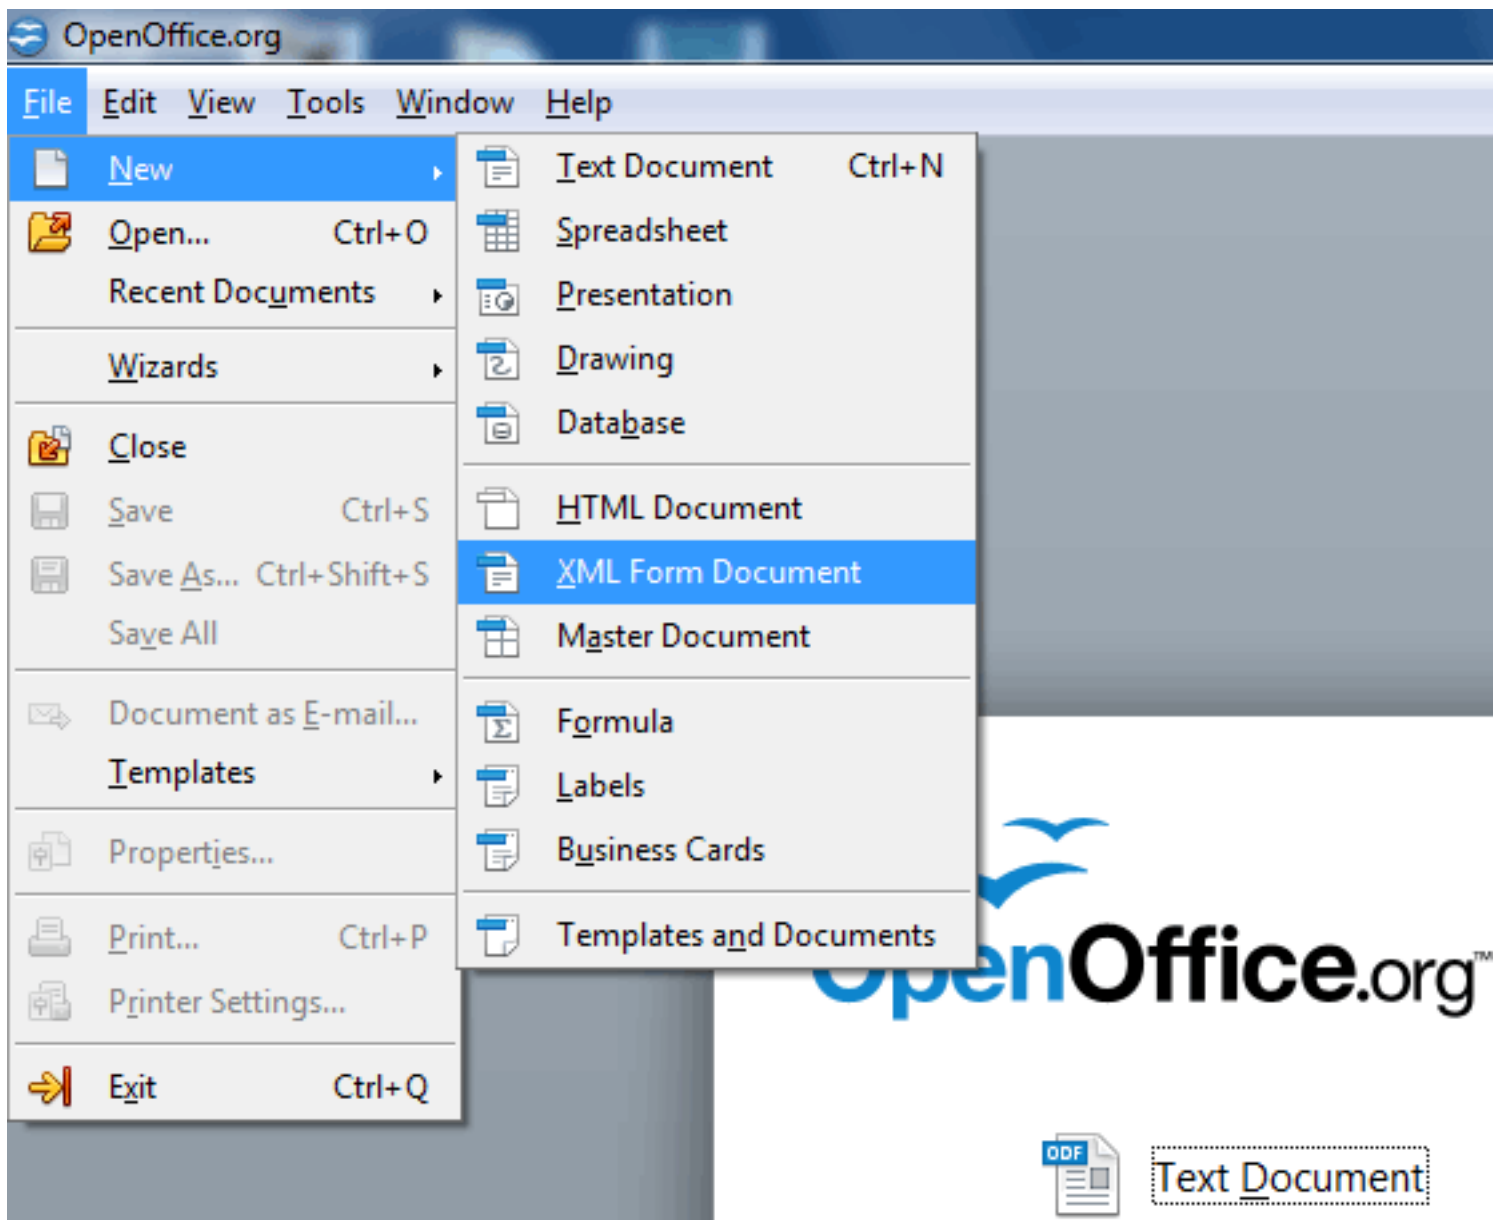 OpenOffice.org
File Edit View Tools Window Help
New
Open... Ctrl+O
Recent Documents
Wizards
Close
Save Ctrl+S
Save As... Ctrl+Shift+S
Save All
Document as E-mail...
Templates
Properties...
Print... Ctrl+P
Printer Settings...
Exit Ctrl+Q
Text Document Ctrl+N
Spreadsheet
Presentation
Drawing
Database
HTML Document
XML Form Document
Master Document
Formula
Labels
Business Cards
Templates and Documents
OpenOffice.org™
ODF
Text Document